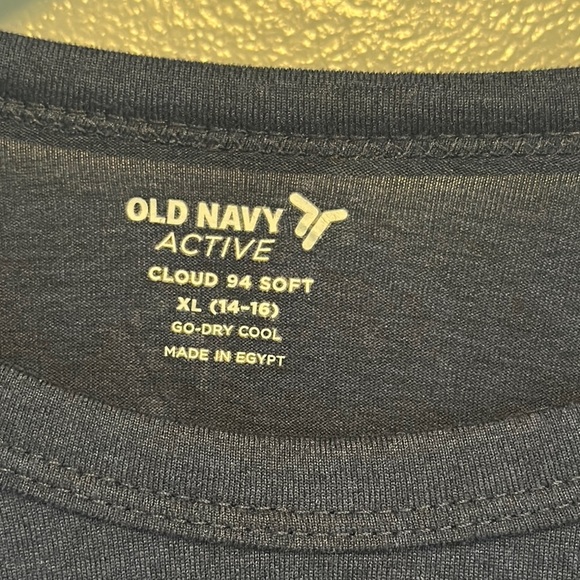 OLD NAVY
ACTIVE
CLOUD 94 SOFT
XL (14-16)
GO-DRY COOL
MADE IN EGYPT